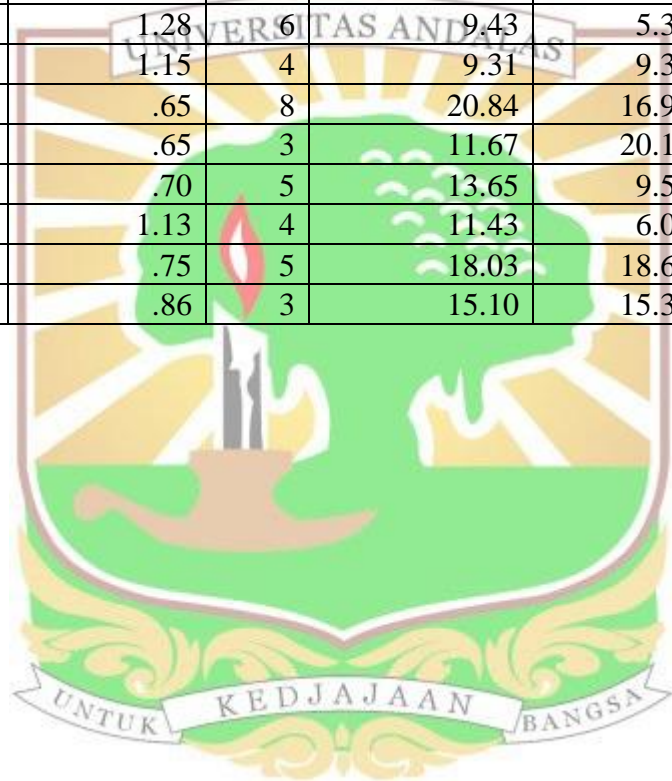 1.28 6 9.43 5.3
UNIVERSITAS ANDALAS
1.15 4 9.31 9.3
.65 8 20.84 16.9
.65 3 11.67 20.1
.70 5 13.65 9.5
1.13 4 11.43 6.0
.75 5 18.03 18.6
.86 3 15.10 15.3
UNTUK KEDJAJAAN BANGSA